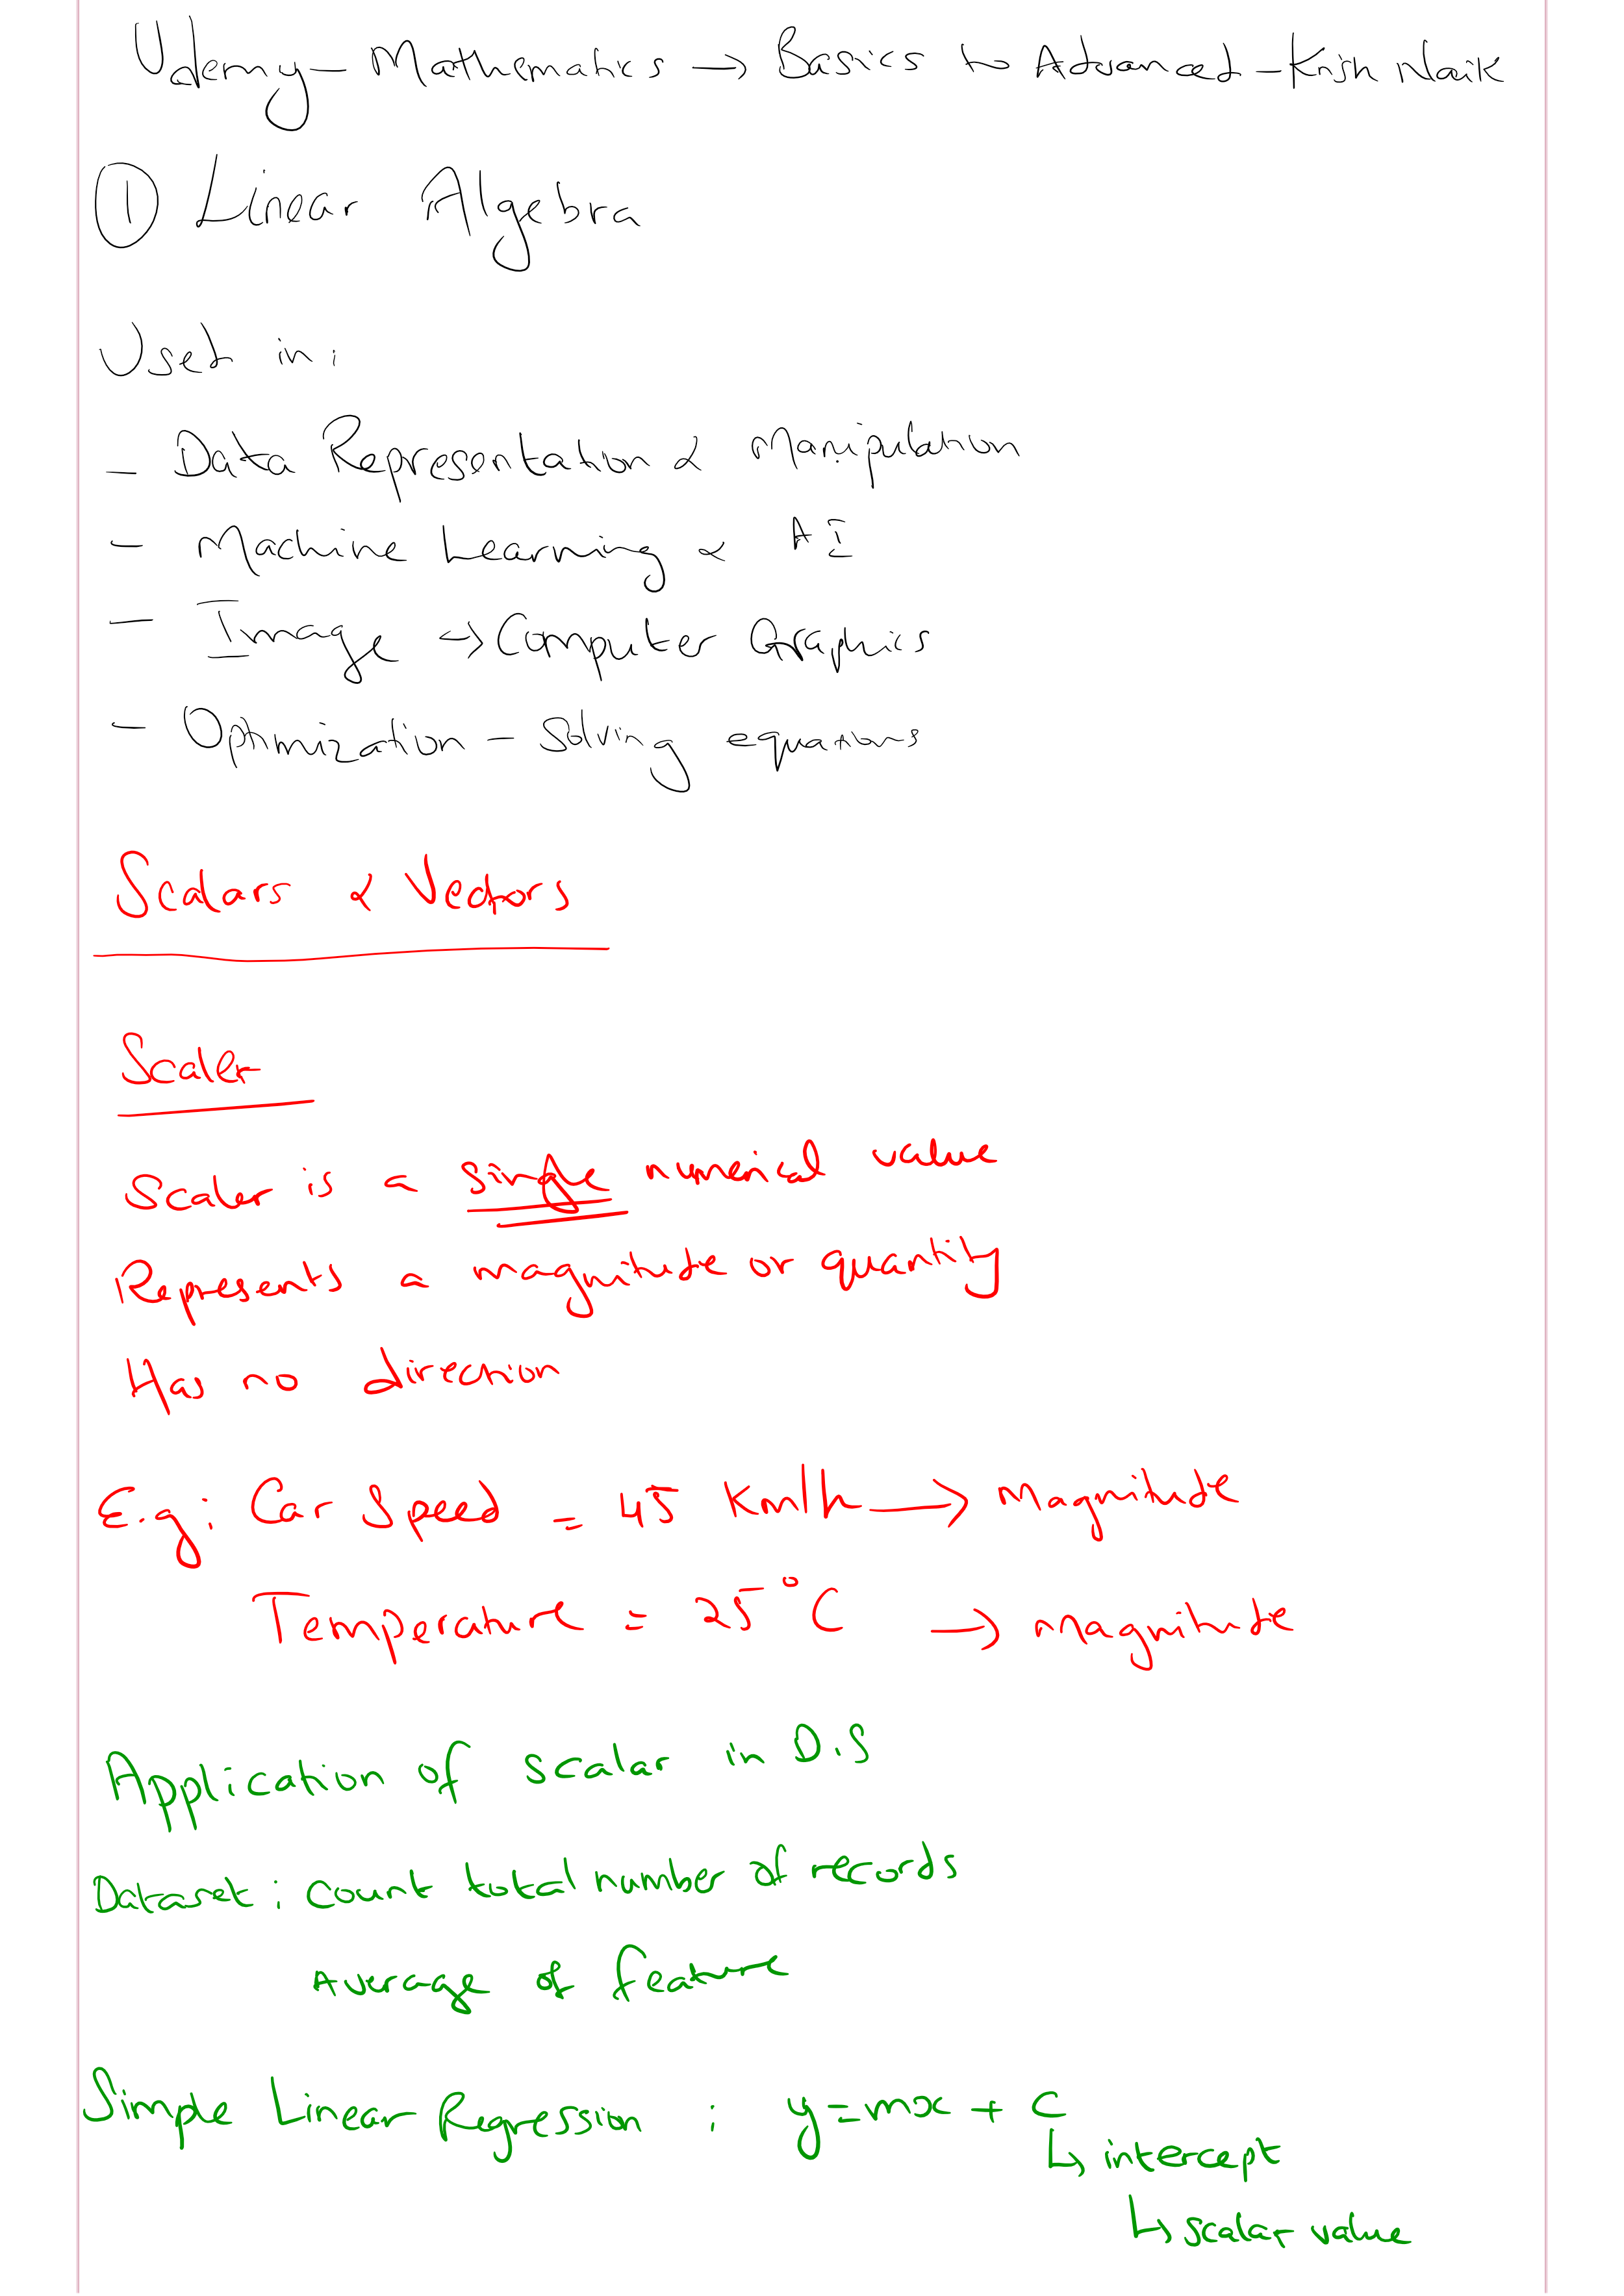 Udemy - Mathematics → Basics to Advanced - Krish Naik
① Linear Algebra
Used in:
- Data Representation & Manipulation
- Machine Learning & AI
- Image → Computer Graphics
- Optimization - Solving equations
Scalars & Vectors
Scaler
Scaler is a single numerical value
Represents a magnitude or quantity
Has no direction
E.g: Car Speed = 45 Km/h → Magnitude
Temperature = 25°C → magnitude
Application of scalar in D.S
Dataset: count total number of records
Average of feature
Simple Linear Regression : y = mx + c
↳ intercept
↳ scalar value